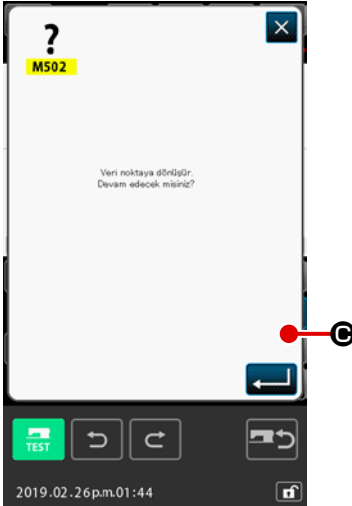 ?
M502
Veri noktaya dönüşür.
Devam edecek misiniz?
C
TEST
2019.02.26p.m.01:44